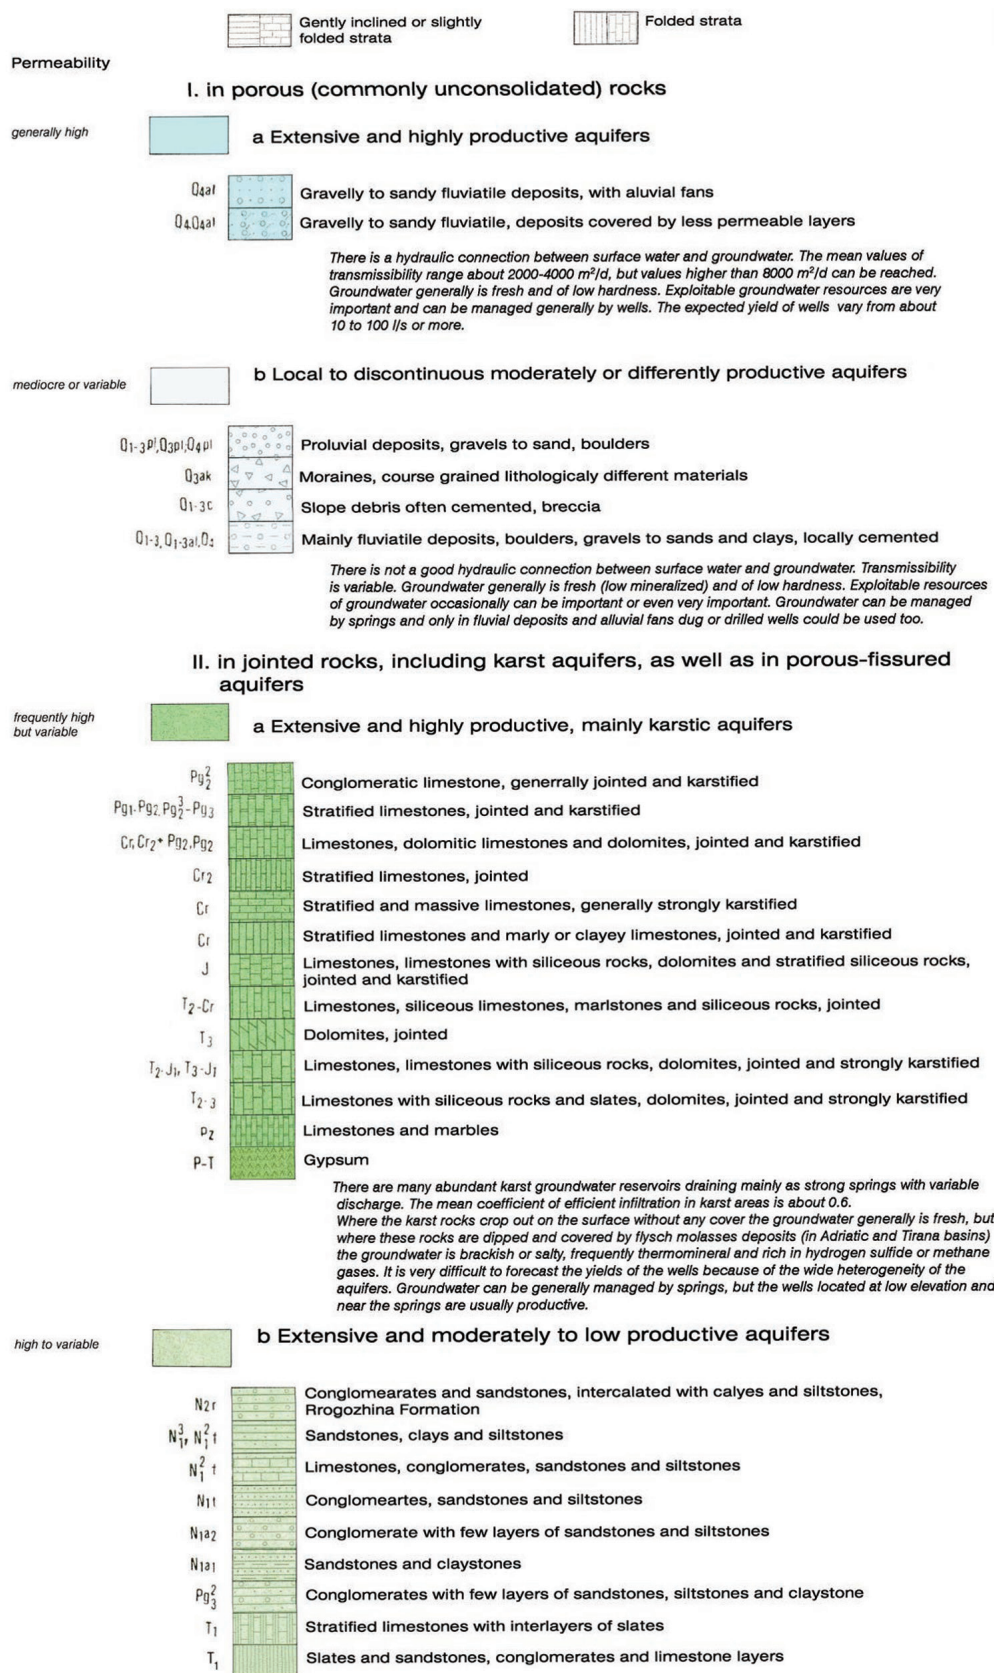 Gently inclined or slightly
folded strata
Folded strata
Permeability
I. in porous (commonly unconsolidated) rocks
generally high
a Extensive and highly productive aquifers
Q₄al
Gravelly to sandy fluviatile deposits, with aluvial fans
Q₄,Q₄al
Gravelly to sandy fluviatile, deposits covered by less permeable layers
There is a hydraulic connection between surface water and groundwater. The mean values of
transmissibility range about 2000-4000 m²/d, but values higher than 8000 m²/d can be reached.
Groundwater generally is fresh and of low hardness. Exploitable groundwater resources are very
important and can be managed generally by wells. The expected yield of wells vary from about
10 to 100 l/s or more.
mediocre or variable
b Local to discontinuous moderately or differently productive aquifers
Q₁-₃pl,Q₃pl;Q₄pl
Proluvial deposits, gravels to sand, boulders
Q₃ak
Moraines, course grained lithologicaly different materials
Q₁-₃c
Slope debris often cemented, breccia
Q₁-₃,Q₁-₃al,Q₄
Mainly fluviatile deposits, boulders, gravels to sands and clays, locally cemented
There is not a good hydraulic connection between surface water and groundwater. Transmissibility
is variable. Groundwater generally is fresh (low mineralized) and of low hardness. Exploitable resources
of groundwater occasionally can be important or even very important. Groundwater can be managed
by springs and only in fluvial deposits and alluvial fans dug or drilled wells could be used too.
II. in jointed rocks, including karst aquifers, as well as in porous-fissured
aquifers
frequently high
but variable
a Extensive and highly productive, mainly karstic aquifers
Pg₂²
Conglomeratic limestone, generrally jointed and karstified
Pg₁-Pg₂,Pg₂³-Pg₃
Stratified limestones, jointed and karstified
Cr,Cr₂+Pg₂,Pg₂
Limestones, dolomitic limestones and dolomites, jointed and karstified
Cr₂
Stratified limestones, jointed
Cr
Stratified and massive limestones, generally strongly karstified
Cr
Stratified limestones and marly or clayey limestones, jointed and karstified
J
Limestones, limestones with siliceous rocks, dolomites and stratified siliceous rocks,
jointed and karstified
T₂-Cr
Limestones, siliceous limestones, marlstones and siliceous rocks, jointed
T₃
Dolomites, jointed
T₂-J₁, T₃-J₁
Limestones, limestones with siliceous rocks, dolomites, jointed and strongly karstified
T₂-₃
Limestones with siliceous rocks and slates, dolomites, jointed and strongly karstified
Pz
Limestones and marbles
P-T
Gypsum
There are many abundant karst groundwater reservoirs draining mainly as strong springs with variable
discharge. The mean coefficient of efficient infiltration in karst areas is about 0.6.
Where the karst rocks crop out on the surface without any cover the groundwater generally is fresh, but
where these rocks are dipped and covered by flysch molasses deposits (in Adriatic and Tirana basins)
the groundwater is brackish or salty, frequently thermomineral and rich in hydrogen sulfide or methane
gases. It is very difficult to forecast the yields of the wells because of the wide heterogeneity of the
aquifers. Groundwater can be generally managed by springs, but the wells located at low elevation and
near the springs are usually productive.
high to variable
b Extensive and moderately to low productive aquifers
N₂r
Conglomearates and sandstones, intercalated with calyes and siltstones,
Rrogozhina Formation
N₁³, N₁²t
Sandstones, clays and siltstones
N₁²t
Limestones, conglomerates, sandstones and siltstones
N₁t
Conglomeartes, sandstones and siltstones
N₁a₂
Conglomerate with few layers of sandstones and siltstones
N₁a₁
Sandstones and claystones
Pg₃²
Conglomerates with few layers of sandstones, siltstones and claystone
T₁
Stratified limestones with interlayers of slates
T₁
Slates and sandstones, conglomerates and limestone layers